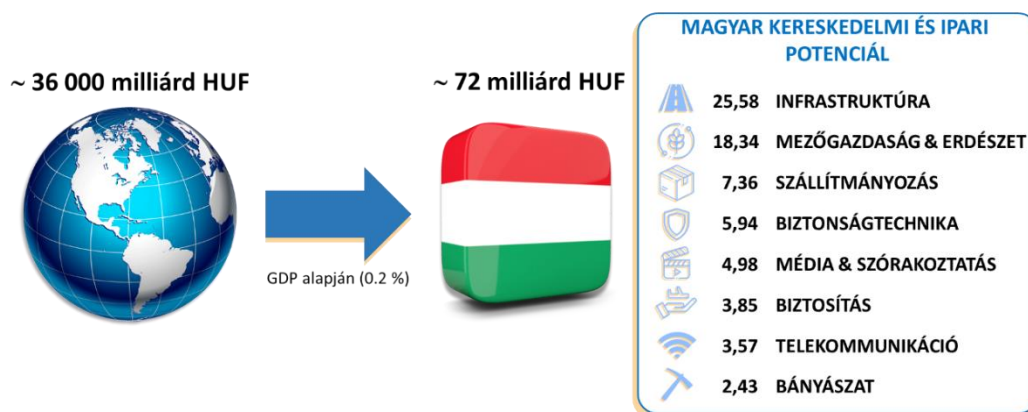 ~ 36 000 milliárd HUF
GDP alapján (0.2 %)
~ 72 milliárd HUF
MAGYAR KERESKEDELMI ÉS IPARI
POTENCIÁL
25,58 INFRASTRUKTÚRA
18,34 MEZŐGAZDASÁG & ERDÉSZET
7,36 SZÁLLÍTMÁNYOZÁS
5,94 BIZTONSÁGTECHNIKA
4,98 MÉDIA & SZÓRAKOZTATÁS
3,85 BIZTOSÍTÁS
3,57 TELEKOMMUNIKÁCIÓ
2,43 BÁNYÁSZAT